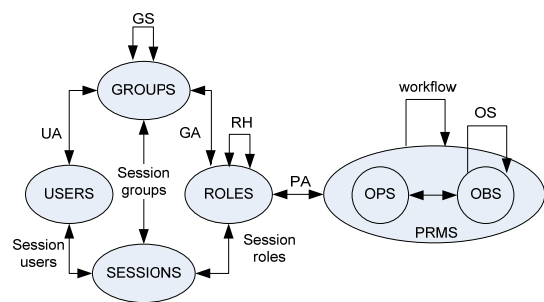 GS
GROUPS
workflow
RH
OS
UA
GA
Session
groups
PA
USERS
ROLES
OPS
OBS
PRMS
Session
users
Session
roles
SESSIONS